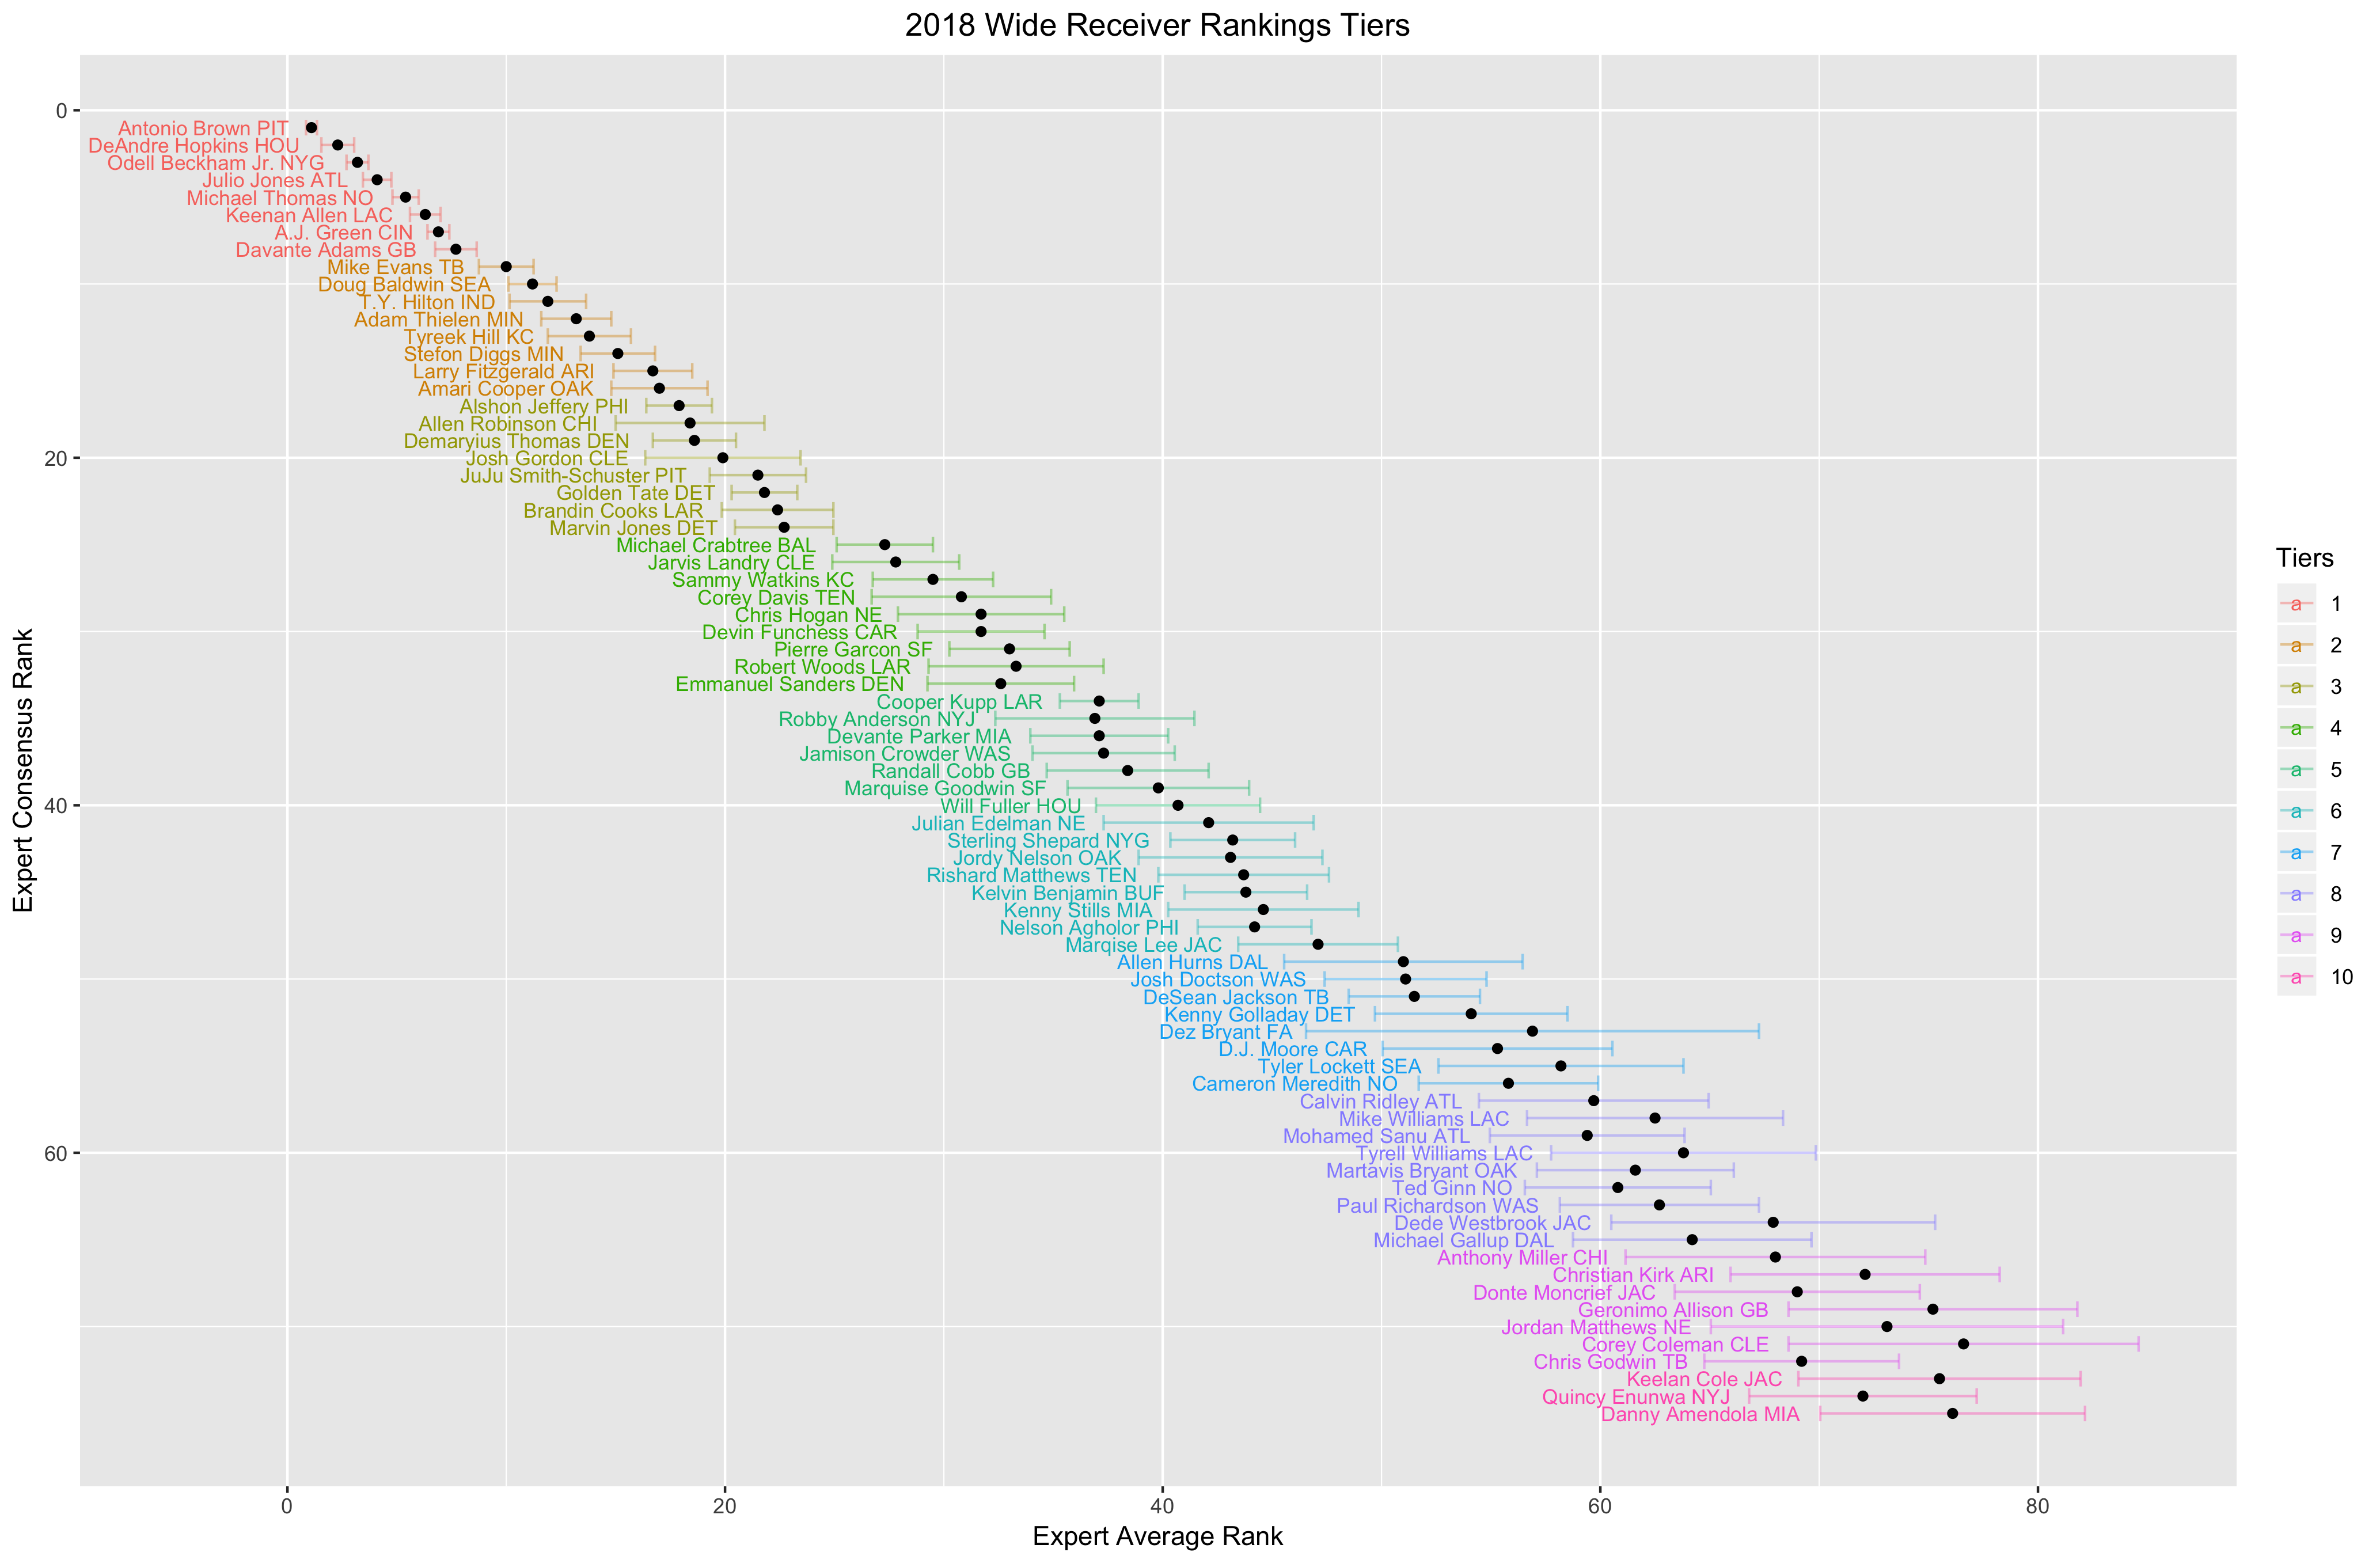 2018 Wide Receiver Rankings Tiers
Expert Consensus Rank
0
20
40
60
Antonio Brown PIT
DeAndre Hopkins HOU
Odell Beckham Jr. NYG
Julio Jones ATL
Michael Thomas NO
Keenan Allen LAC
A.J. Green CIN
Davante Adams GB
Mike Evans TB
Doug Baldwin SEA
T.Y. Hilton IND
Adam Thielen MIN
Tyreek Hill KC
Stefon Diggs MIN
Larry Fitzgerald ARI
Amari Cooper OAK
Alshon Jeffery PHI
Allen Robinson CHI
Demaryius Thomas DEN
Josh Gordon CLE
JuJu Smith-Schuster PIT
Golden Tate DET
Brandin Cooks LAR
Marvin Jones DET
Michael Crabtree BAL
Jarvis Landry CLE
Sammy Watkins KC
Corey Davis TEN
Chris Hogan NE
Devin Funchess CAR
Pierre Garcon SF
Robert Woods LAR
Emmanuel Sanders DEN
Cooper Kupp LAR
Robby Anderson NYJ
Devante Parker MIA
Jamison Crowder WAS
Randall Cobb GB
Marquise Goodwin SF
Will Fuller HOU
Julian Edelman NE
Sterling Shepard NYG
Jordy Nelson OAK
Rishard Matthews TEN
Kelvin Benjamin BUF
Kenny Stills MIA
Nelson Agholor PHI
Marqise Lee JAC
Allen Hurns DAL
Josh Doctson WAS
DeSean Jackson TB
Kenny Golladay DET
Dez Bryant FA
D.J. Moore CAR
Tyler Lockett SEA
Cameron Meredith NO
Calvin Ridley ATL
Mike Williams LAC
Mohamed Sanu ATL
Tyrell Williams LAC
Martavis Bryant OAK
Ted Ginn NO
Paul Richardson WAS
Dede Westbrook JAC
Michael Gallup DAL
Anthony Miller CHI
Christian Kirk ARI
Donte Moncrief JAC
Geronimo Allison GB
Jordan Matthews NE
Corey Coleman CLE
Chris Godwin TB
Keelan Cole JAC
Quincy Enunwa NYJ
Danny Amendola MIA
0 20 40 60 80
Expert Average Rank
Tiers
a 1
a 2
a 3
a 4
a 5
a 6
a 7
a 8
a 9
a 10